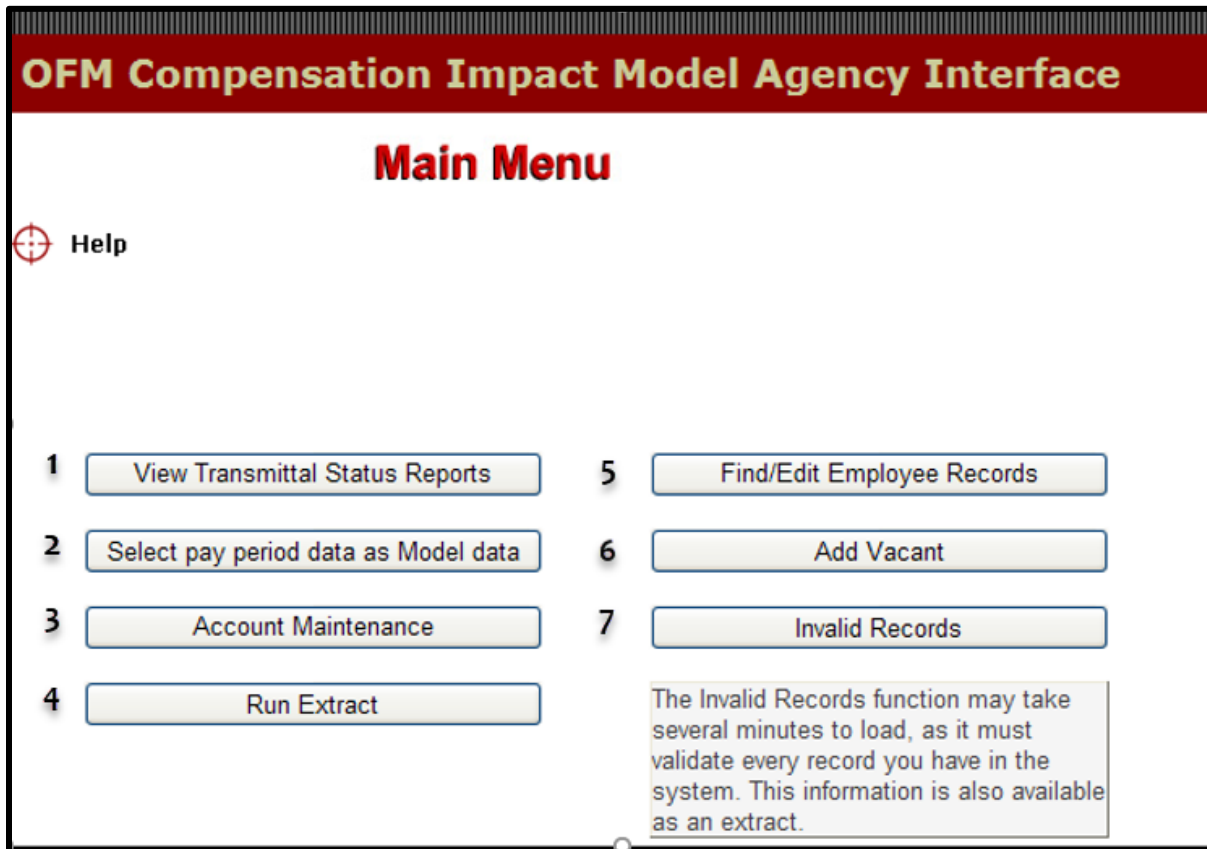 OFM Compensation Impact Model Agency Interface
Main Menu
Help
1 View Transmittal Status Reports
2 Select pay period data as Model data
3 Account Maintenance
4 Run Extract
5 Find/Edit Employee Records
6 Add Vacant
7 Invalid Records
The Invalid Records function may take
several minutes to load, as it must
validate every record you have in the
system. This information is also available
as an extract.